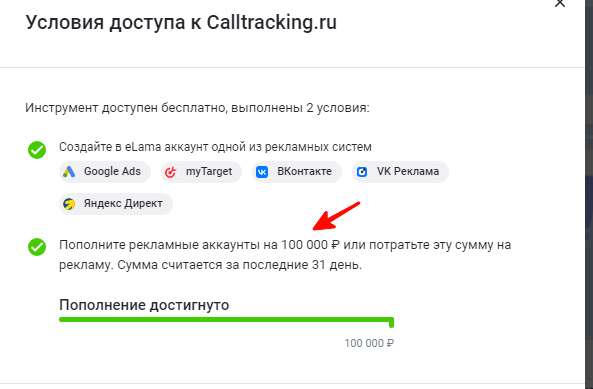 Условия доступа к Calltracking.ru
Инструмент доступен бесплатно, выполнены 2 условия:
Создайте в eLama аккаунт одной из рекламных систем
Google Ads myTarget ВКонтакте VK Реклама
Яндекс Директ
Пополните рекламные аккаунты на 100 000 ₽ или потратьте эту сумму на
рекламу. Сумма считается за последние 31 день.
Пополнение достигнуто
100 000 ₽